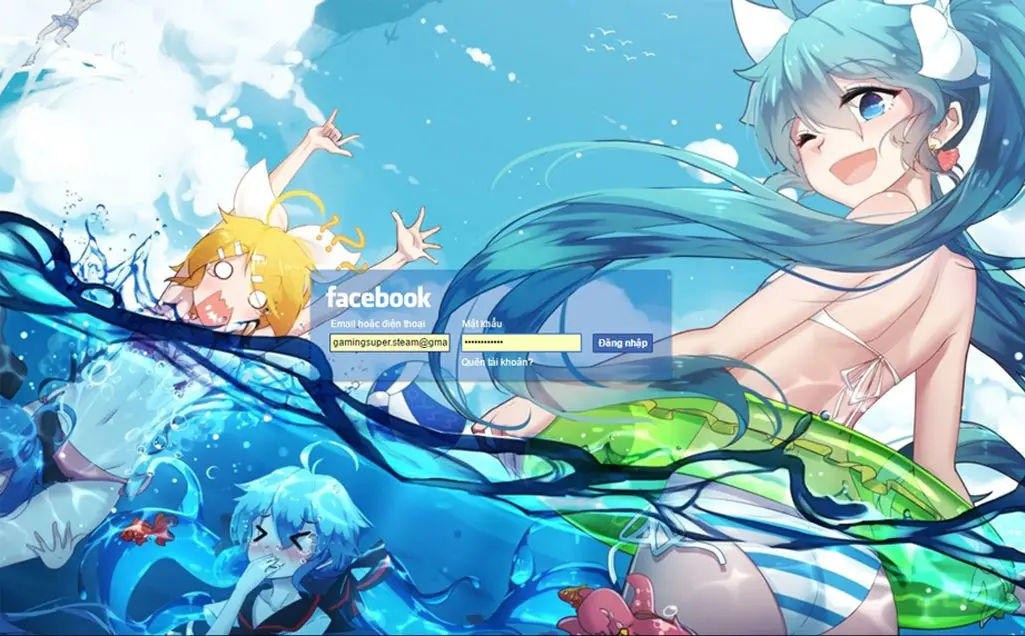 facebook
Email hoặc điện thoại
Mật khẩu
gamingsuper.steam@gma
••••••••••••
Đăng nhập
Quên tài khoản?